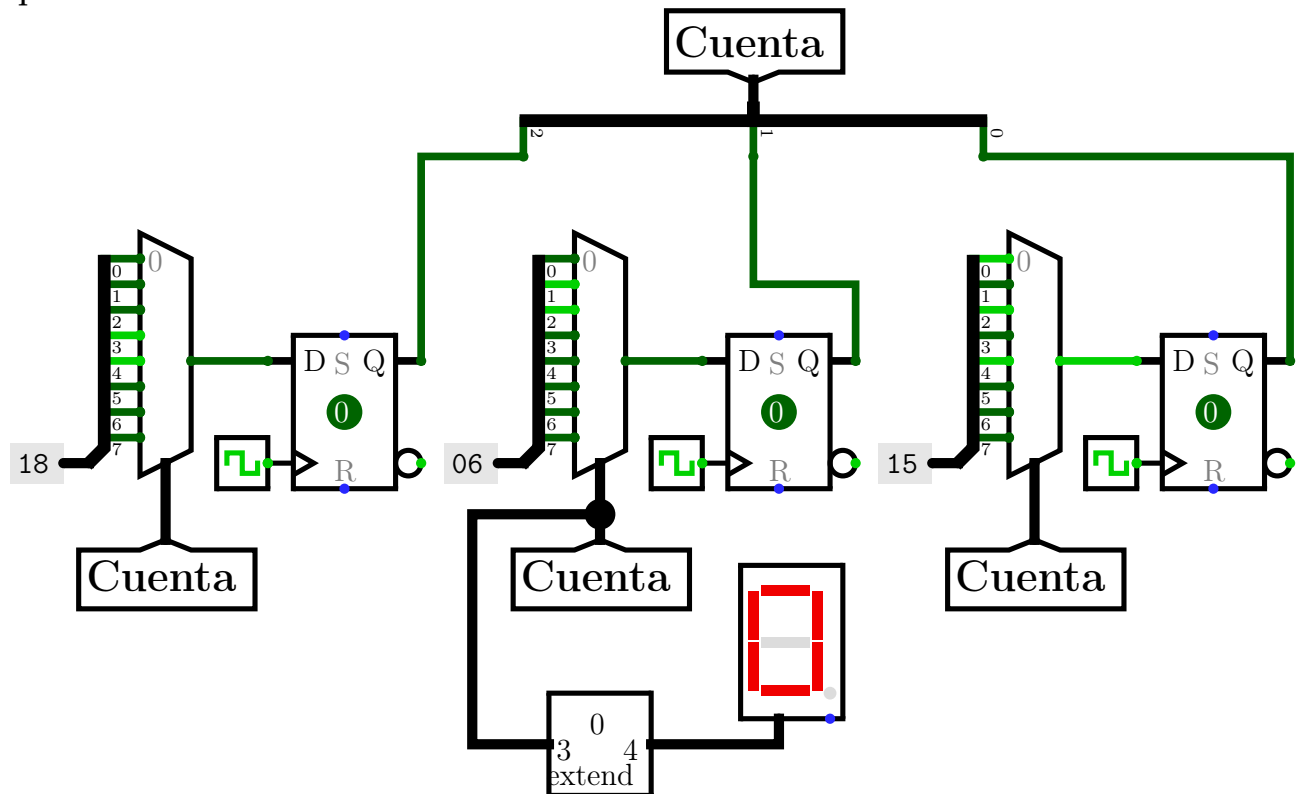 Cuenta
2 1 0
0 0 0
0 0 0
1 1 1
2 2 2
3 D S Q 3 D S Q 3 D S Q
4 4 4
5 0 5 0 5 0
6 6 6
18 7 R 06 7 R 15 7 R
Cuenta Cuenta Cuenta
0
3 4
extend